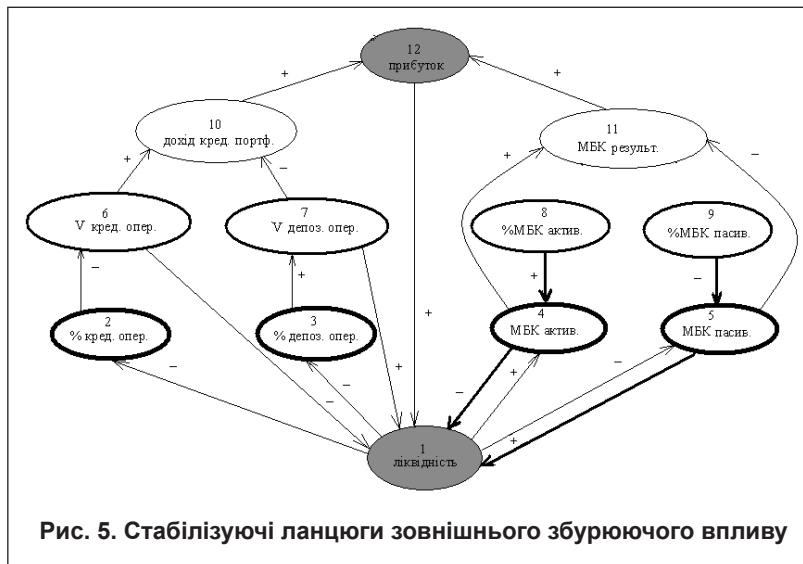 12
прибуток
+
+
10
дохід кред. портф.
11
МБК результ.
+
–
+
–
6
V кред. опер.
7
V депоз. опер.
8
%МБК актив.
9
%МБК пасив.
–
+
+
–
+
2
% кред. опер.
3
% депоз. опер.
4
МБК актив.
5
МБК пасив.
–
–
–
+
–
+
–
+
1
ліквідність
Рис. 5. Стабілізуючі ланцюги зовнішнього збурюючого впливу